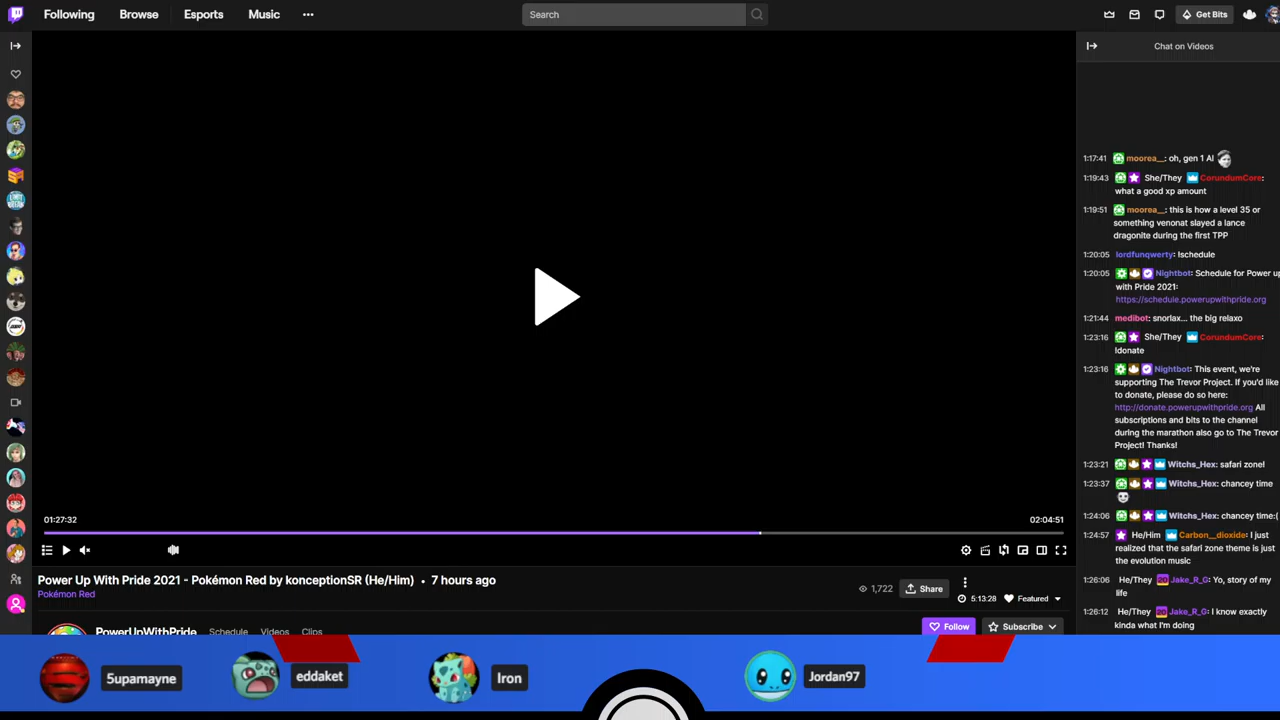 Following
Browse
Esports
Music
Search
Get Bits
Chat on Videos
1:17:41 moorea__: oh, gen 1 AI
1:19:43 She/They CorundumCore:
what a good xp amount
1:19:51 moorea__: this is how a level 35 or
something venonat slayed a lance
dragonite during the first TPP
1:20:05 lordfunqwerty: !schedule
1:20:05 Nightbot: Schedule for Power up
with Pride 2021:
https://schedule.powerupwithpride.org
1:21:44 medibot: snorlax... the big relaxo
1:23:16 She/They CorundumCore:
!donate
1:23:16 Nightbot: This event, we're
supporting The Trevor Project. If you'd like
to donate, please do so here:
http://donate.powerupwithpride.org All
subscriptions and bits to the channel
during the marathon also go to The Trevor
Project! Thanks!
1:23:21 Witchs_Hex: safari zone!
1:23:37 Witchs_Hex: chancey time
1:24:06 Witchs_Hex: chancey time:(
1:24:57 He/Him Carbon__dioxide: I just
realized that the safari zone theme is just
the evolution music
1:26:06 He/They Jake_R_G: Yo, story of my
life
1:26:12 He/They Jake_R_G: I know exactly
kinda what I'm doing
01:27:32
02:04:51
Power Up With Pride 2021 - Pokémon Red by konceptionSR (He/Him) • 7 hours ago
Pokémon Red
1,722
Share
5:13:28
Featured
PowerUpWithPride
Schedule
Videos
Clips
Follow
Subscribe
5upamayne
eddaket
Iron
Jordan97